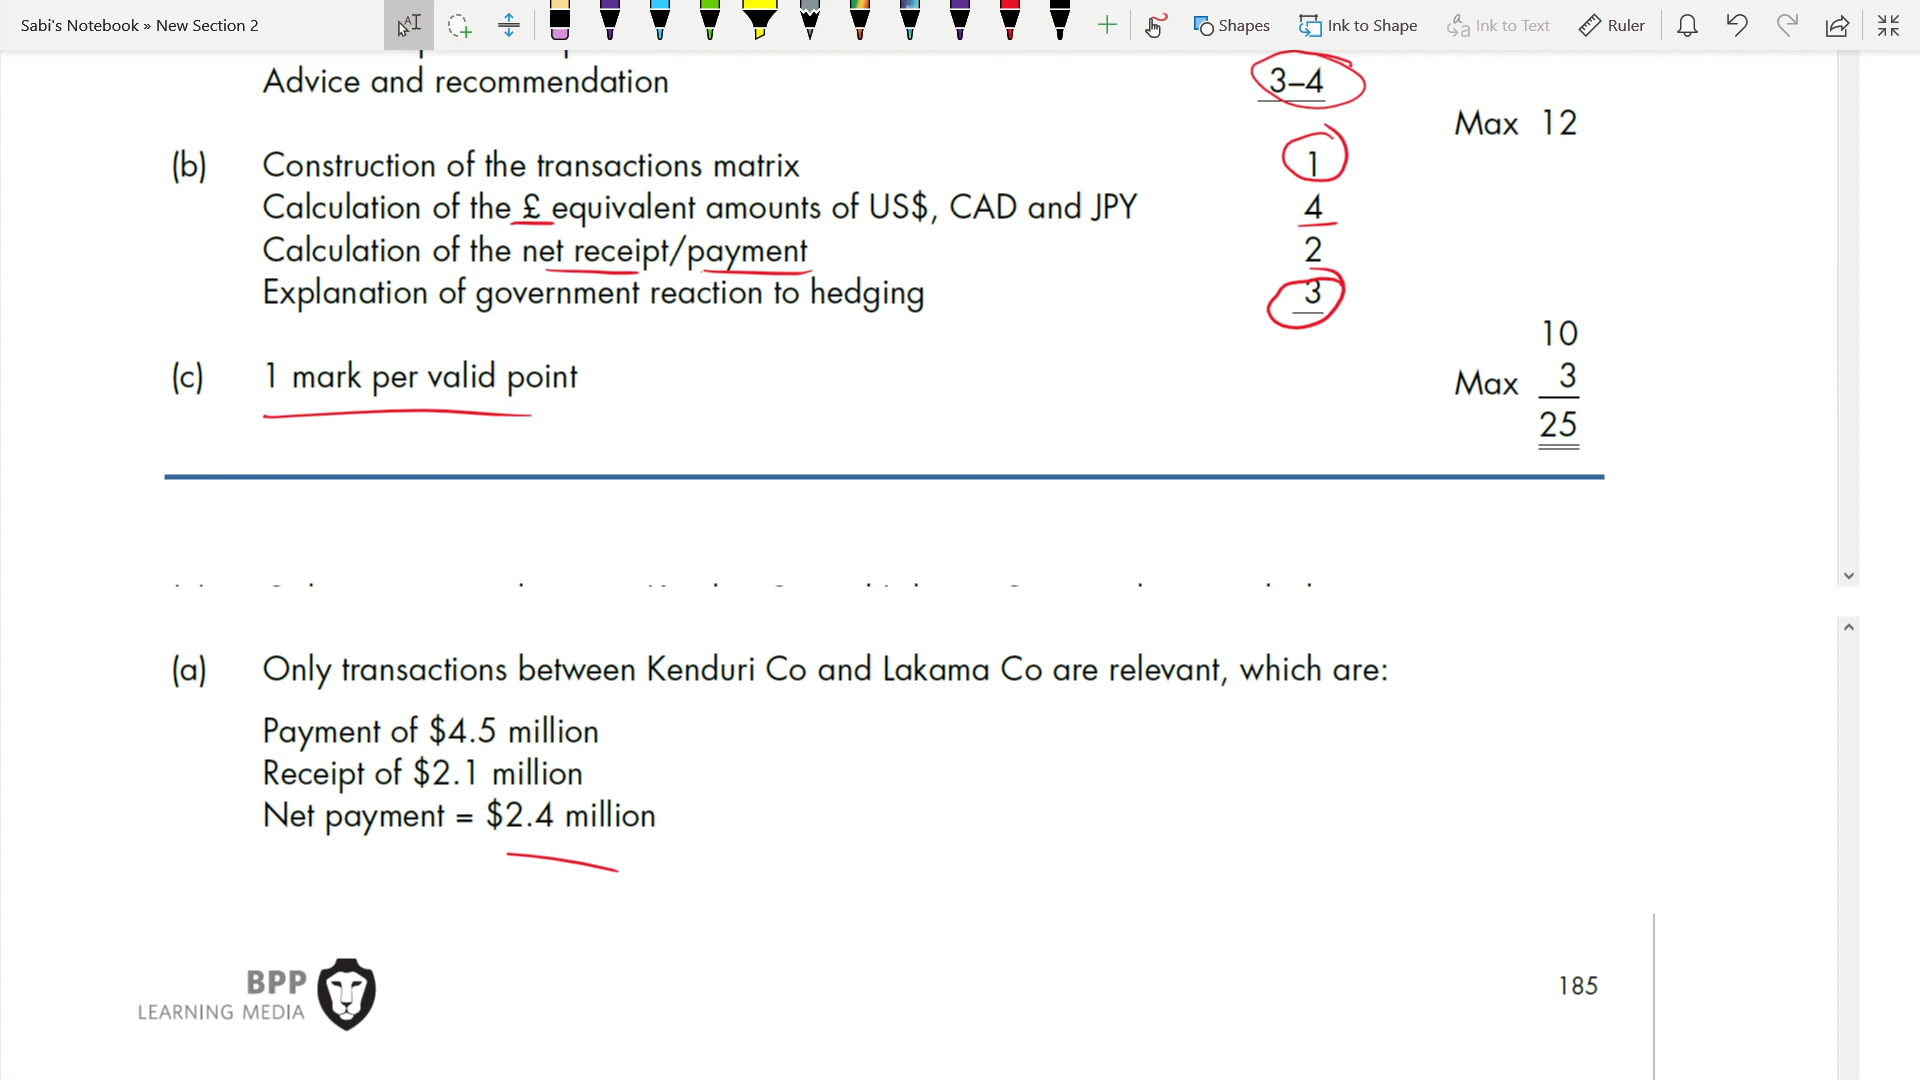 Sabi's Notebook » New Section 2
Shapes
Ink to Shape
Ink to Text
Ruler
Advice and recommendation 3–4
Max 12
(b) Construction of the transactions matrix 1
Calculation of the £ equivalent amounts of US$, CAD and JPY 4
Calculation of the net receipt/payment 2
Explanation of government reaction to hedging 3
10
(c) 1 mark per valid point Max 3
25
(a) Only transactions between Kenduri Co and Lakama Co are relevant, which are:
Payment of $4.5 million
Receipt of $2.1 million
Net payment = $2.4 million
BPP
LEARNING MEDIA
185